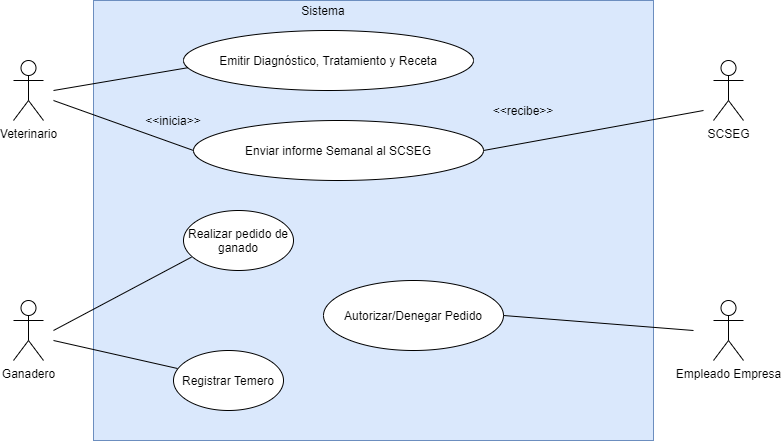 Sistema
Emitir Diagnóstico, Tratamiento y Receta
Veterinario
<<inicia>>
<<recibe>>
SCSEG
Enviar informe Semanal al SCSEG
Realizar pedido de
ganado
Autorizar/Denegar Pedido
Ganadero
Registrar Ternero
Empleado Empresa